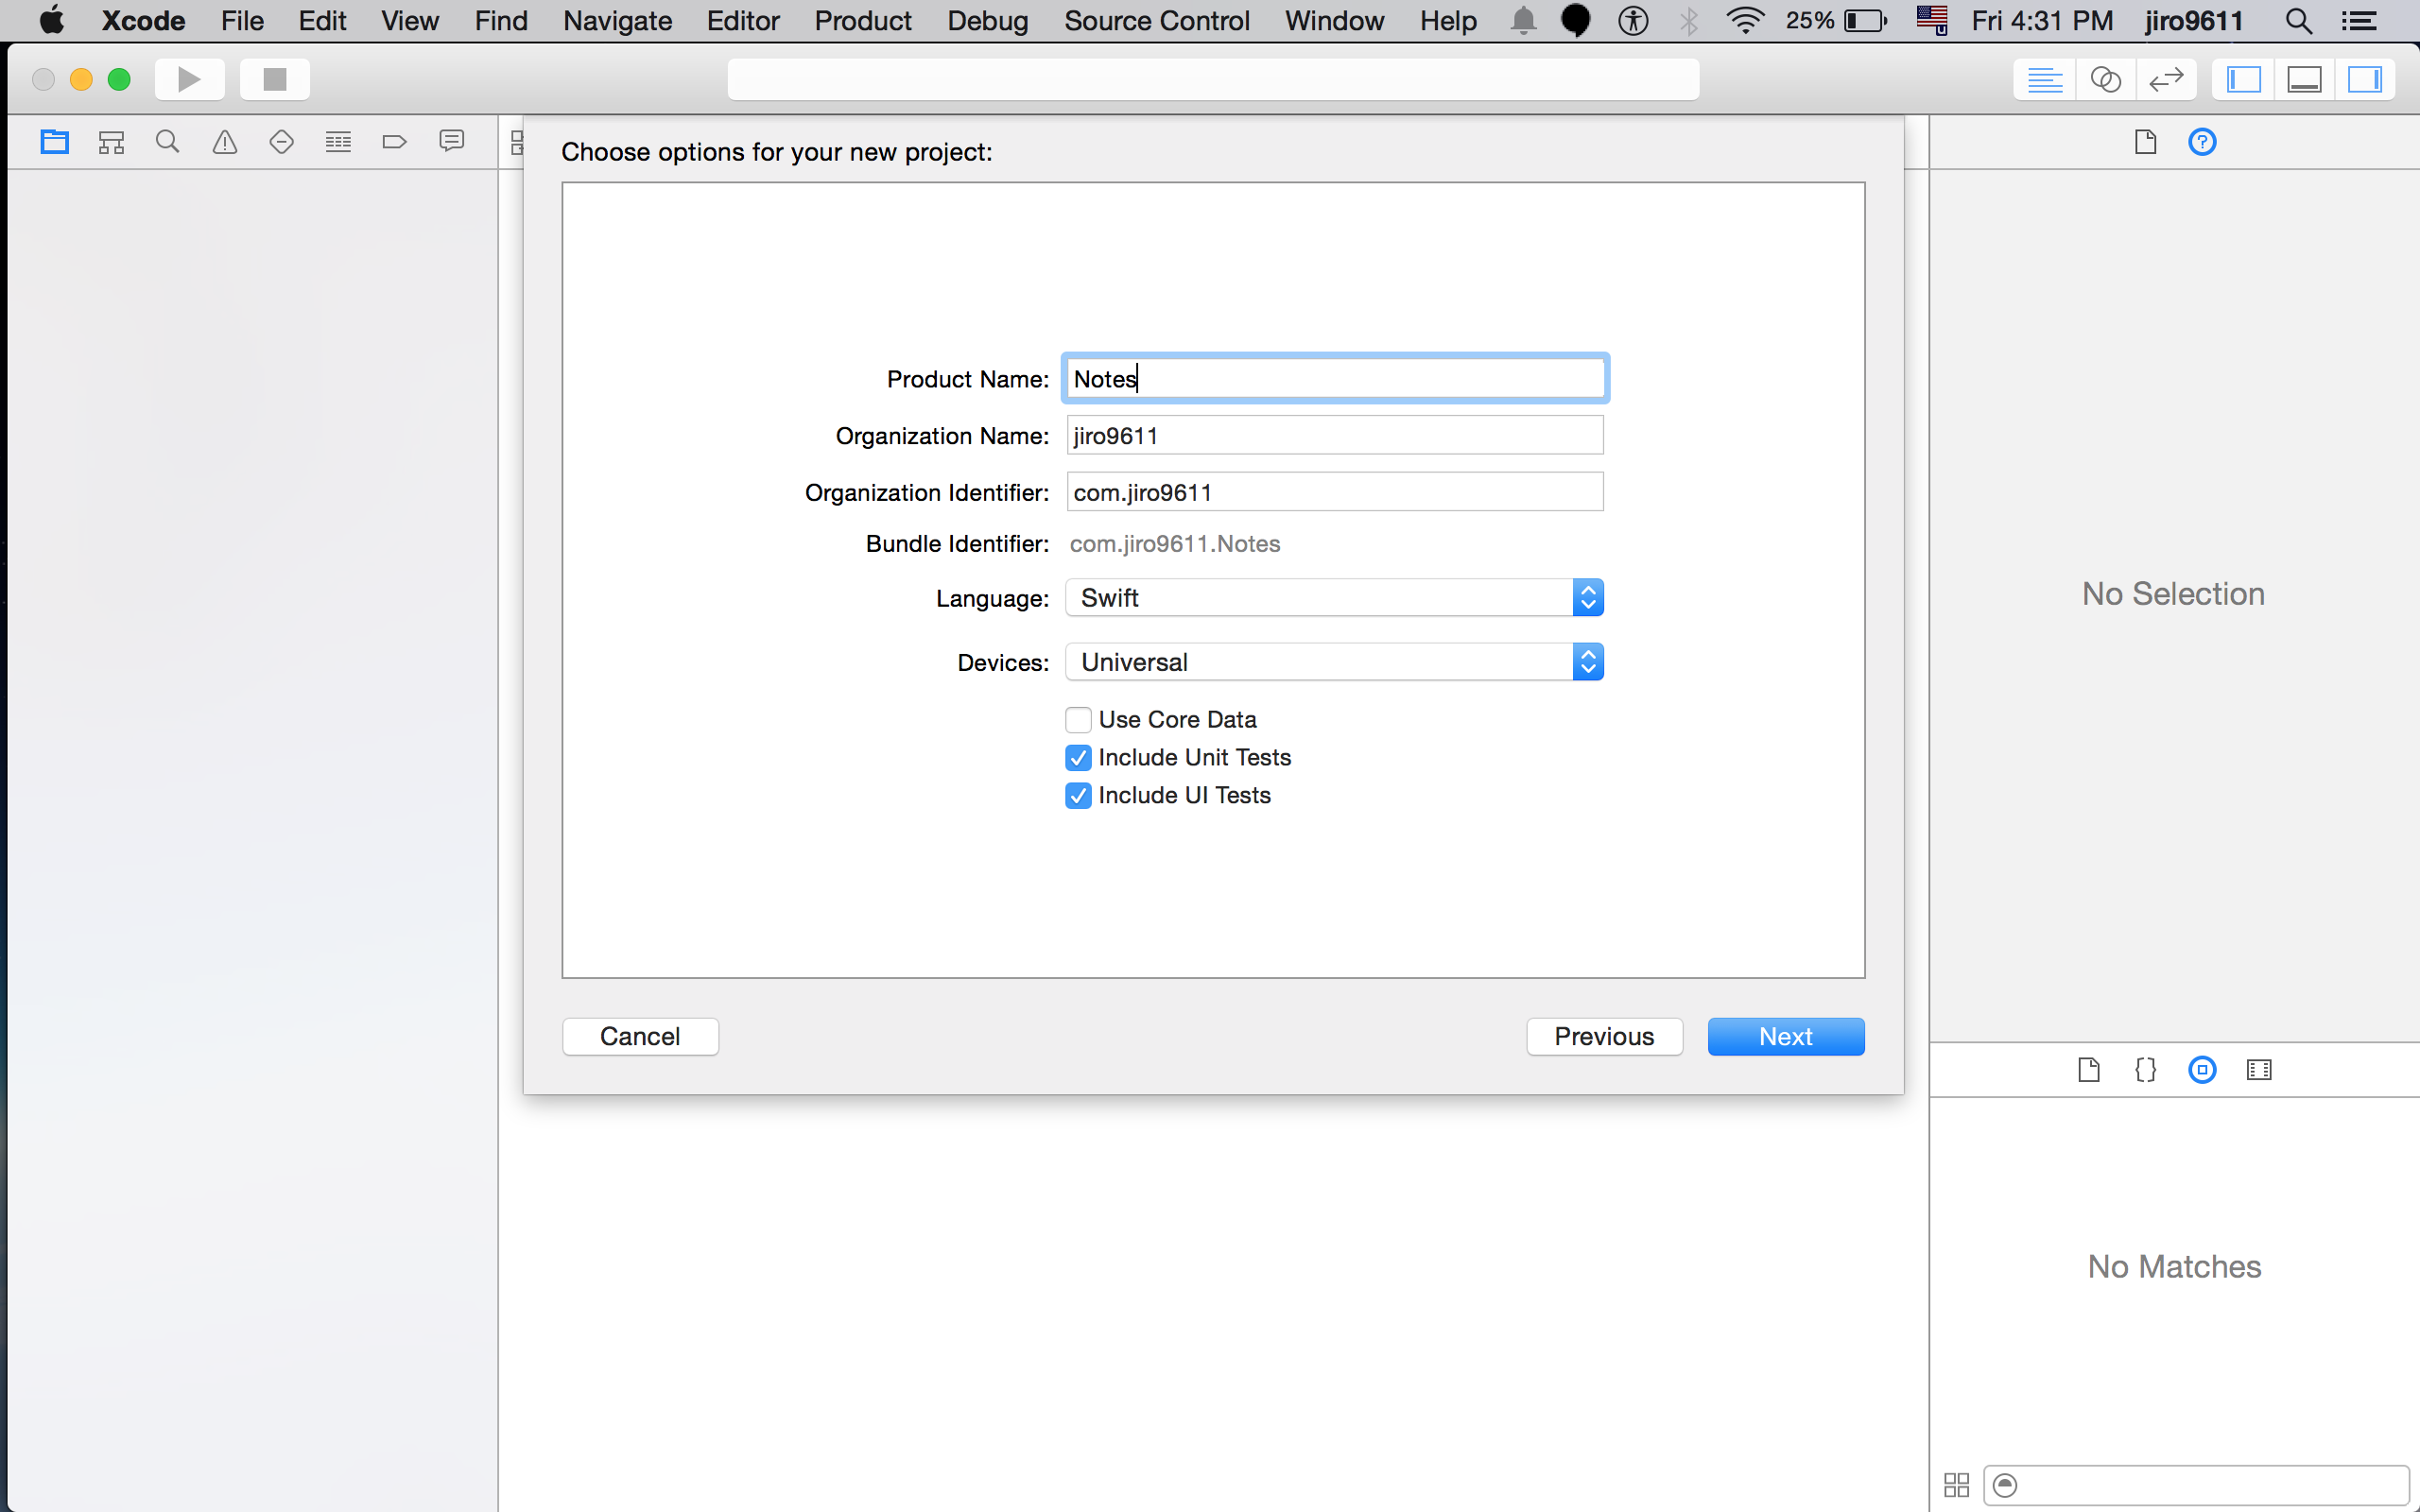 Xcode File Edit View Find Navigate Editor Product Debug Source Control Window Help 25% Fri 4:31 PM jiro9611
Choose options for your new project:
Product Name: Notes
Organization Name: jiro9611
Organization Identifier: com.jiro9611
Bundle Identifier: com.jiro9611.Notes
Language: Swift
Devices: Universal
Use Core Data
Include Unit Tests
Include UI Tests
Cancel Previous Next
No Selection
No Matches